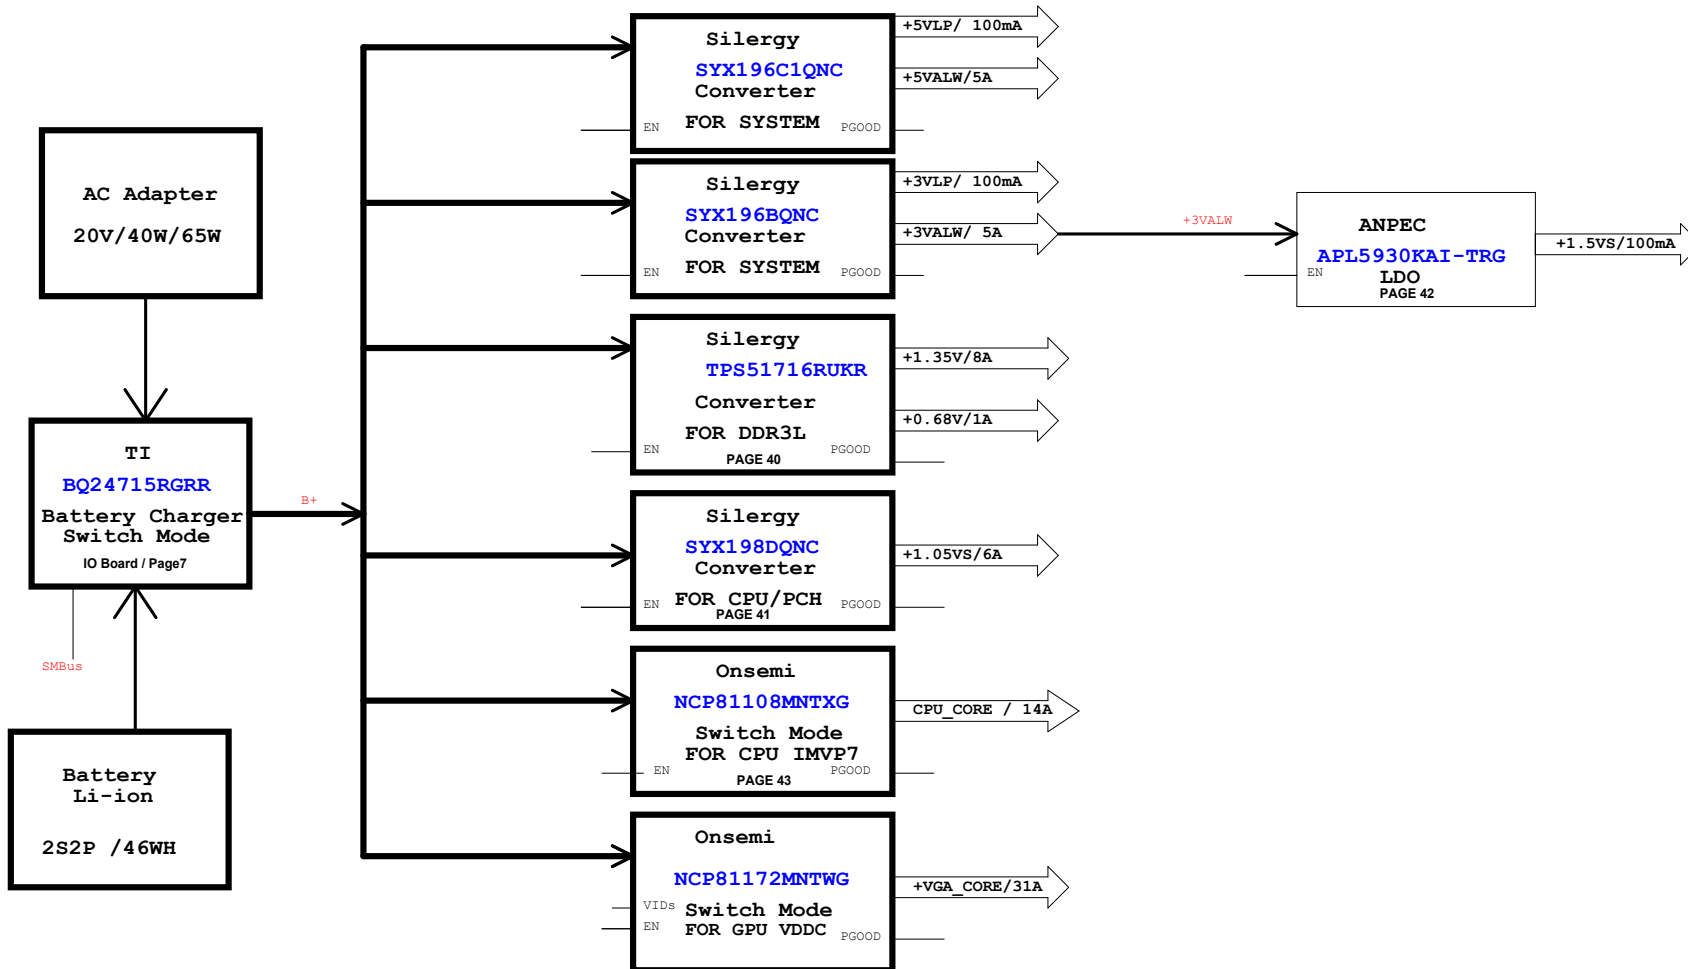 AC Adapter
20V/40W/65W
TI
BQ24715RGRR
Battery Charger
Switch Mode
IO Board / Page7
SMBus
B+
Battery
Li-ion
2S2P /46WH
Silergy
SYX196C1QNC
Converter
FOR SYSTEM
EN
PGOOD
+5VLP/ 100mA
+5VALW/5A
Silergy
SYX196BQNC
Converter
FOR SYSTEM
EN
PGOOD
+3VLP/ 100mA
+3VALW/ 5A
+3VALW
ANPEC
APL5930KAI-TRG
EN
LDO
PAGE 42
+1.5VS/100mA
Silergy
TPS51716RUKR
Converter
FOR DDR3L
EN
PGOOD
PAGE 40
+1.35V/8A
+0.68V/1A
Silergy
SYX198DQNC
Converter
EN
FOR CPU/PCH
PGOOD
PAGE 41
+1.05VS/6A
Onsemi
NCP81108MNTXG
Switch Mode
FOR CPU IMVP7
EN
PGOOD
PAGE 43
CPU_CORE / 14A
Onsemi
NCP81172MNTWG
VIDs
Switch Mode
EN
FOR GPU VDDC
PGOOD
+VGA_CORE/31A